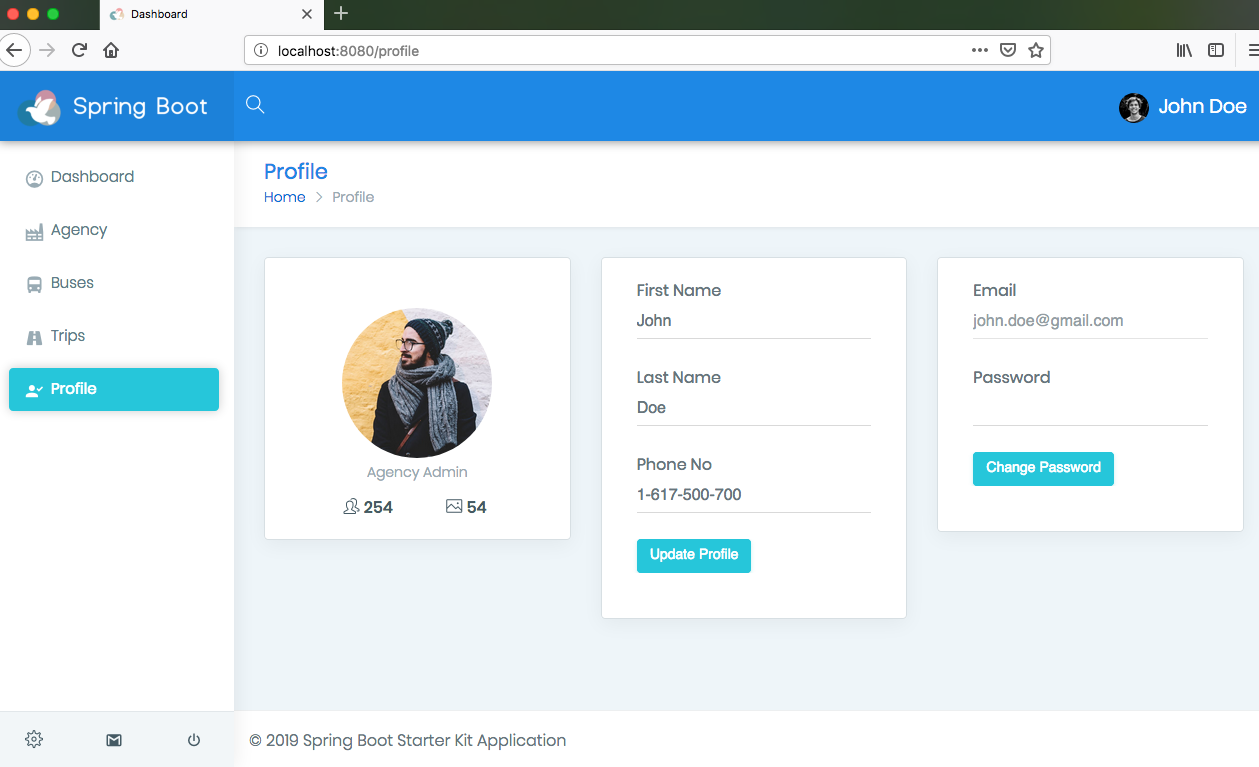 Dashboard
localhost:8080/profile
Spring Boot
John Doe
Dashboard
Agency
Buses
Trips
Profile
Profile
Home > Profile
Agency Admin
254 54
First Name
John
Last Name
Doe
Phone No
1-617-500-700
Update Profile
Email
john.doe@gmail.com
Password
Change Password
© 2019 Spring Boot Starter Kit Application